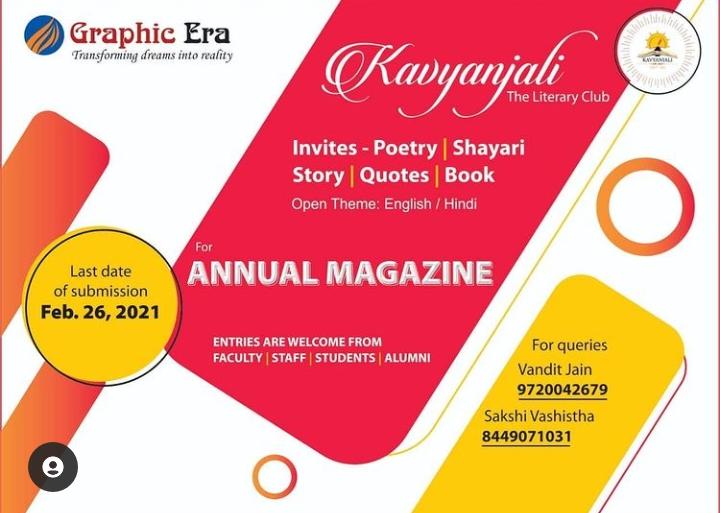 Graphic Era
Transforming dreams into reality
Kavyanjali
The Literary Club
KAVYANJALI
Invites - Poetry | Shayari
Story | Quotes | Book
Open Theme: English / Hindi
For
ANNUAL MAGAZINE
Last date
of submission
Feb. 26, 2021
ENTRIES ARE WELCOME FROM
FACULTY | STAFF | STUDENTS | ALUMNI
For queries
Vandit Jain
9720042679
Sakshi Vashistha
8449071031